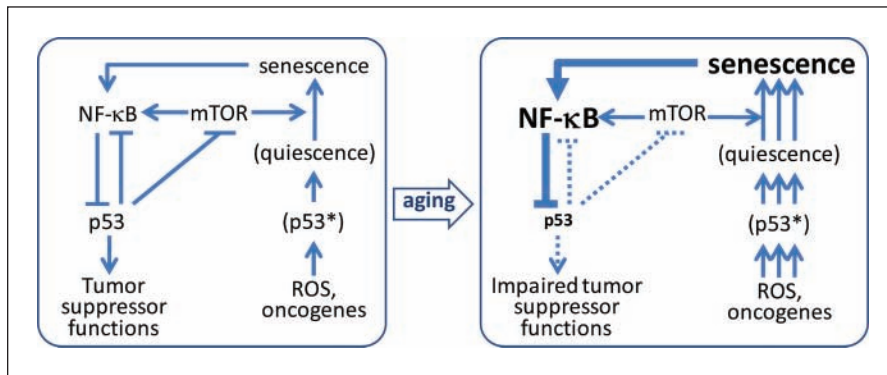 senescence
NF-κB
mTOR
(quiescence)
p53
(p53*)
Tumor
suppressor
functions
ROS,
oncogenes
aging
senescence
NF-κB
mTOR
(quiescence)
p53
(p53*)
Impaired tumor
suppressor
functions
ROS,
oncogenes